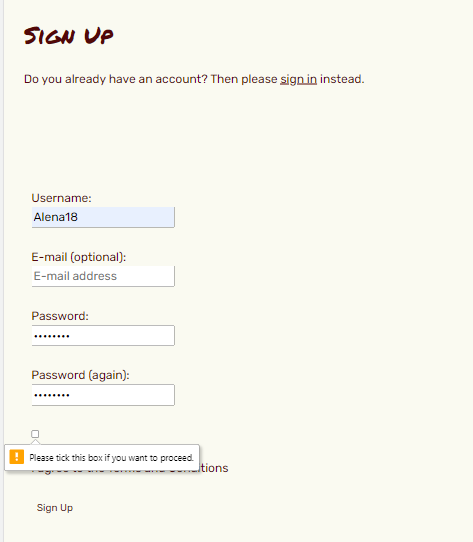 Sign Up
Do you already have an account? Then please sign in instead.
Username:
Alena18
E-mail (optional):
E-mail address
Password:
••••••••
Password (again):
••••••••
Please tick this box if you want to proceed.
I agree to the Terms and Conditions
Sign Up